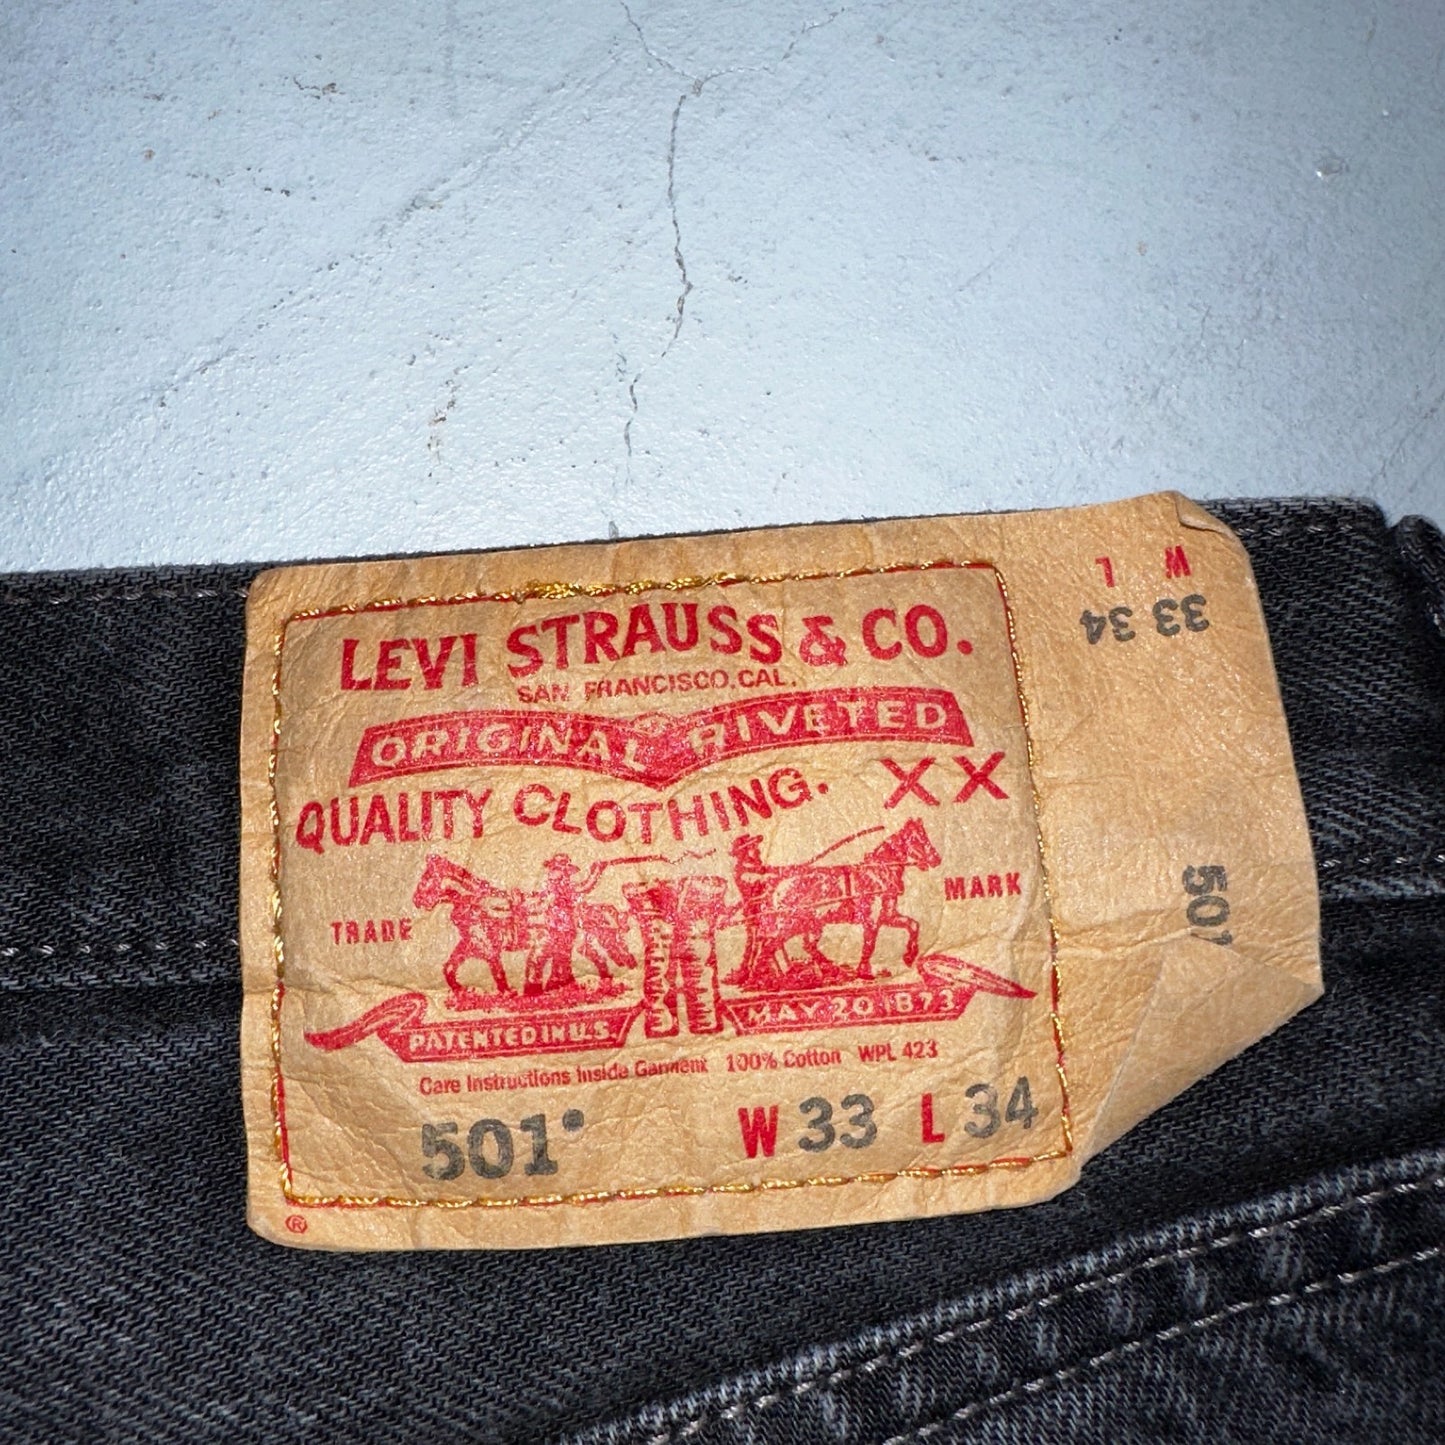 LEVI STRAUSS & CO.
SAN FRANCISCO, CAL.
ORIGINAL RIVETED
QUALITY CLOTHING. XX
TRADE MARK
PATENTED IN U.S. MAY 20 1873
Care Instructions Inside Garment 100% Cotton WPL 423
501® W 33 L 34
®
W L
33 34
501